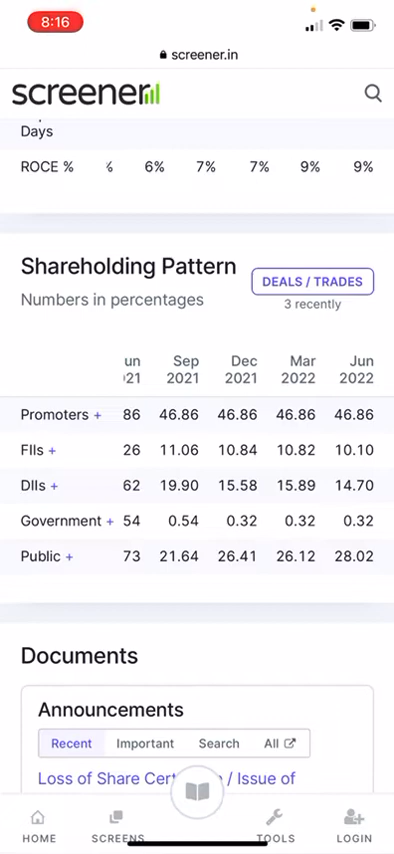 8:16
screener.in
screener
Days
ROCE % 6% 7% 7% 9% 9%
Shareholding Pattern
DEALS / TRADES
Numbers in percentages
3 recently
un Sep Dec Mar Jun
21 2021 2021 2022 2022
Promoters + 86 46.86 46.86 46.86 46.86
FIIs + 26 11.06 10.84 10.82 10.10
DIIs + 62 19.90 15.58 15.89 14.70
Government + 54 0.54 0.32 0.32 0.32
Public + 73 21.64 26.41 26.12 28.02
Documents
Announcements
Recent Important Search All
Loss of Share Cert / Issue of
HOME SCREENS TOOLS LOGIN